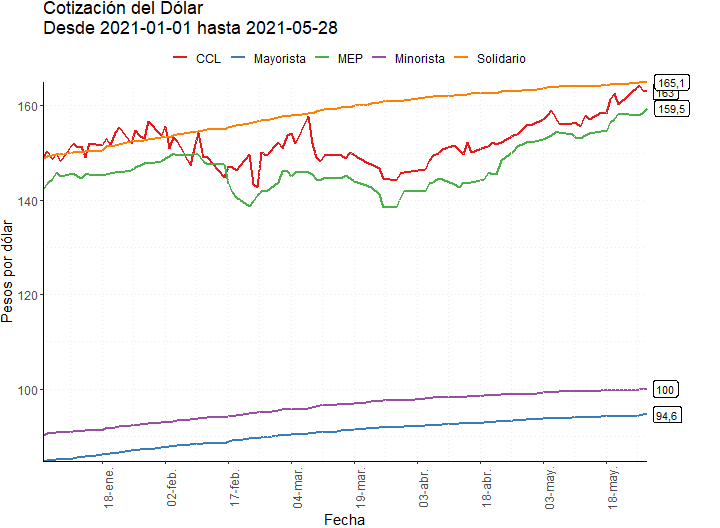 Cotización del Dólar
Desde 2021-01-01 hasta 2021-05-28
CCL Mayorista MEP Minorista Solidario
Pesos por dólar
160
140
120
100
165,1
163
159,5
100
94,6
18-ene. 02-feb. 17-feb. 04-mar. 19-mar. 03-abr. 18-abr. 03-may. 18-may.
Fecha